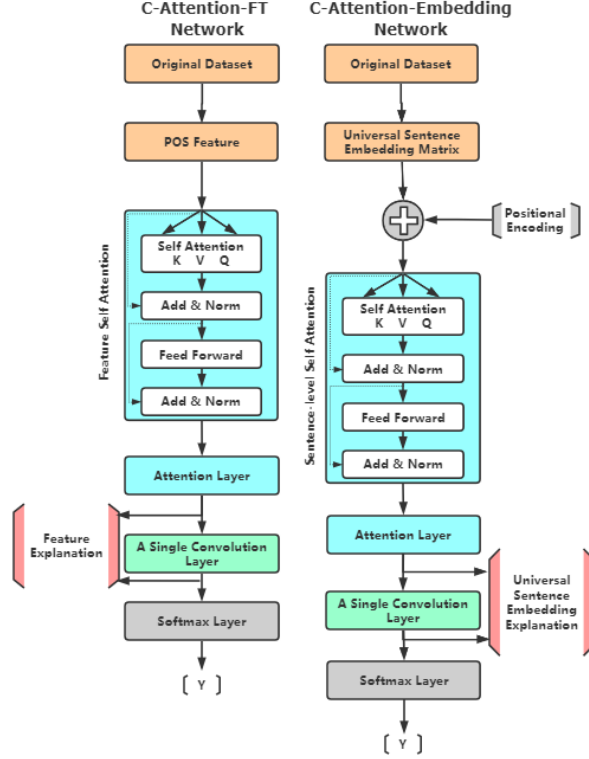 C-Attention-FT
Network
Original Dataset
POS Feature
Feature Self Attention
Self Attention
K V Q
Add & Norm
Feed Forward
Add & Norm
Attention Layer
Feature
Explanation
A Single Convolution
Layer
Softmax Layer
[ Y ]
C-Attention-Embedding
Network
Original Dataset
Universal Sentence
Embedding Matrix
Positional
Encoding
Sentence-level Self Attention
Self Attention
K V Q
Add & Norm
Feed Forward
Add & Norm
Attention Layer
A Single Convolution
Layer
Universal
Sentence
Embedding
Explanation
Softmax Layer
[ Y ]